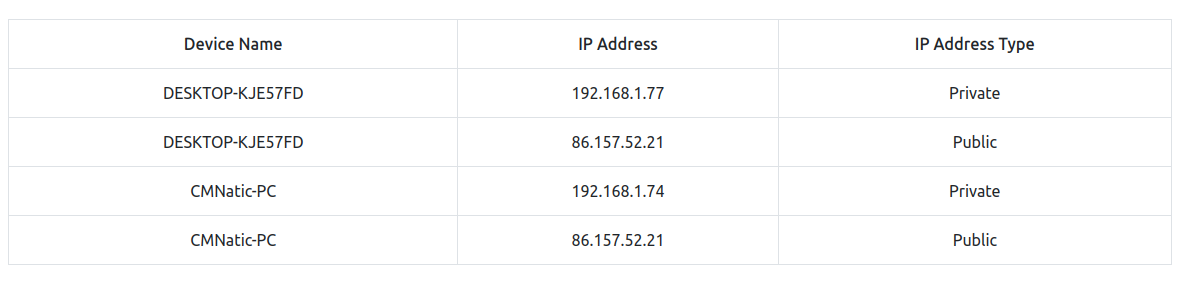 Device Name IP Address IP Address Type
DESKTOP-KJE57FD 192.168.1.77 Private
DESKTOP-KJE57FD 86.157.52.21 Public
CMNatic-PC 192.168.1.74 Private
CMNatic-PC 86.157.52.21 Public